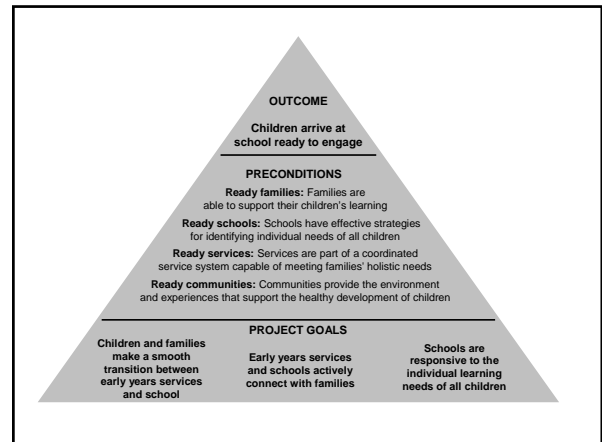 OUTCOME
Children arrive at
school ready to engage
PRECONDITIONS
Ready families: Families are
able to support their children's learning
Ready schools: Schools have effective strategies
for identifying individual needs of all children
Ready services: Services are part of a coordinated
service system capable of meeting families' holistic needs
Ready communities: Communities provide the environment
and experiences that support the healthy development of children
PROJECT GOALS
Children and families
make a smooth
transition between
early years services
and school
Early years services
and schools actively
connect with families
Schools are
responsive to the
individual learning
needs of all children